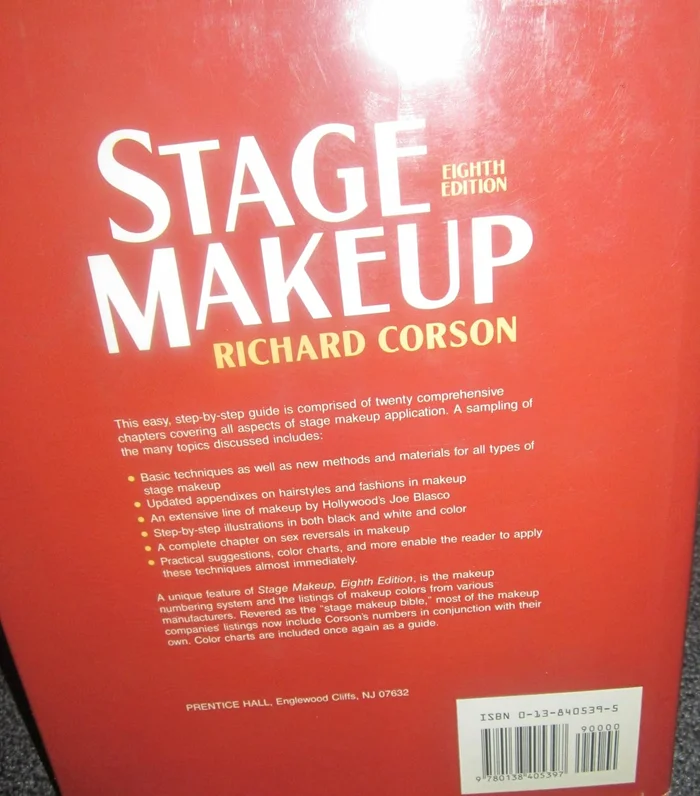 STAGE
EIGHTH
EDITION
MAKEUP
RICHARD CORSON
This easy, step-by-step guide is comprised of twenty comprehensive
chapters covering all aspects of stage makeup application. A sampling of
the many topics discussed includes:
• Basic techniques as well as new methods and materials for all types of
stage makeup
• Updated appendixes on hairstyles and fashions in makeup
• An extensive line of makeup by Hollywood's Joe Blasco
• Step-by-step illustrations in both black and white and color
• A complete chapter on sex reversals in makeup
• Practical suggestions, color charts, and more enable the reader to apply
these techniques almost immediately.
A unique feature of Stage Makeup, Eighth Edition, is the makeup
numbering system and the listings of makeup colors from various
manufacturers. Revered as the "stage makeup bible," most of the makeup
companies' listings now include Corson's numbers in conjunction with their
own. Color charts are included once again as a guide.
PRENTICE HALL, Englewood Cliffs, NJ 07632
ISBN 0-13-840539-5
90000
9 780138 405397